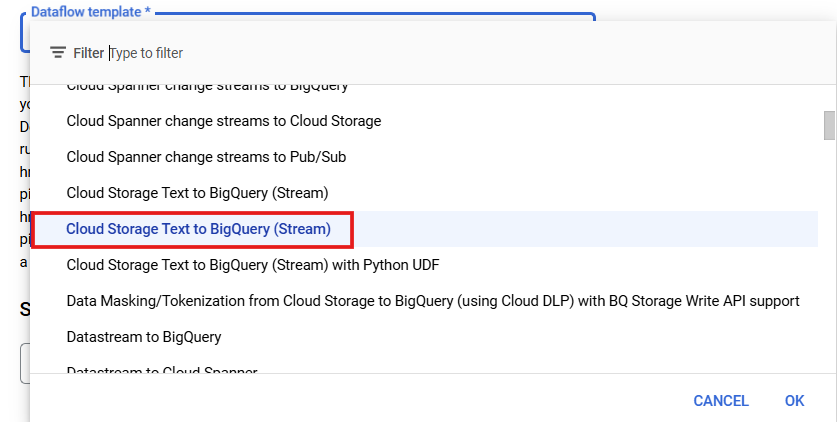 Dataflow template *
Filter Type to filter
Cloud Spanner change streams to BigQuery
Cloud Spanner change streams to Cloud Storage
Cloud Spanner change streams to Pub/Sub
Cloud Storage Text to BigQuery (Stream)
Cloud Storage Text to BigQuery (Stream)
Cloud Storage Text to BigQuery (Stream) with Python UDF
Data Masking/Tokenization from Cloud Storage to BigQuery (using Cloud DLP) with BQ Storage Write API support
Datastream to BigQuery
Datastream to Cloud Spanner
CANCEL OK